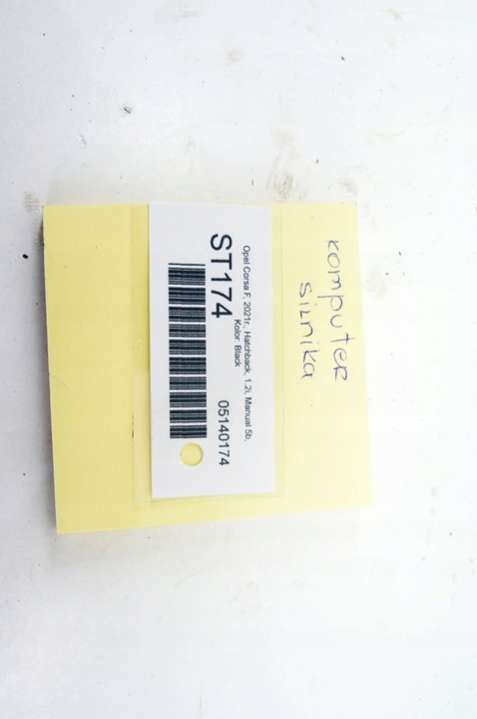 komputer
silnika
Opel Corsa F, 2021r., Hatchback, 1.2i, Manual 5b,
Kolor: Black
05140174
ST174